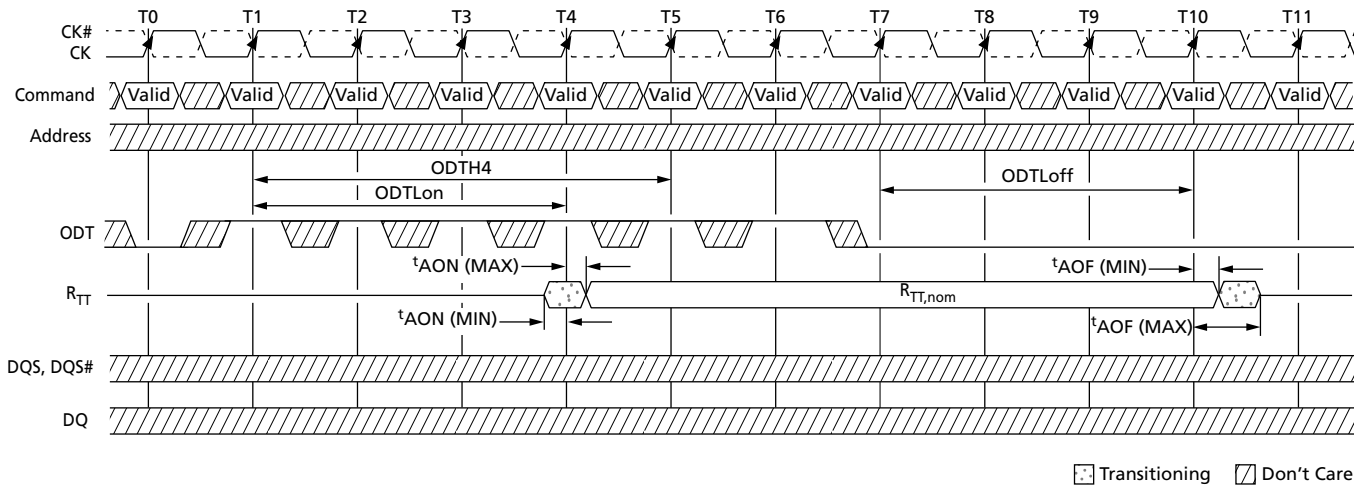 T0 T1 T2 T3 T4 T5 T6 T7 T8 T9 T10 T11
CK#
CK
Command Valid Valid Valid Valid Valid Valid Valid Valid Valid Valid Valid Valid
Address
ODTH4
ODTLon
ODTLoff
ODT
tAON (MAX) tAOF (MIN)
RTT RTT,nom
tAON (MIN) tAOF (MAX)
DQS, DQS#
DQ
Transitioning Don't Care